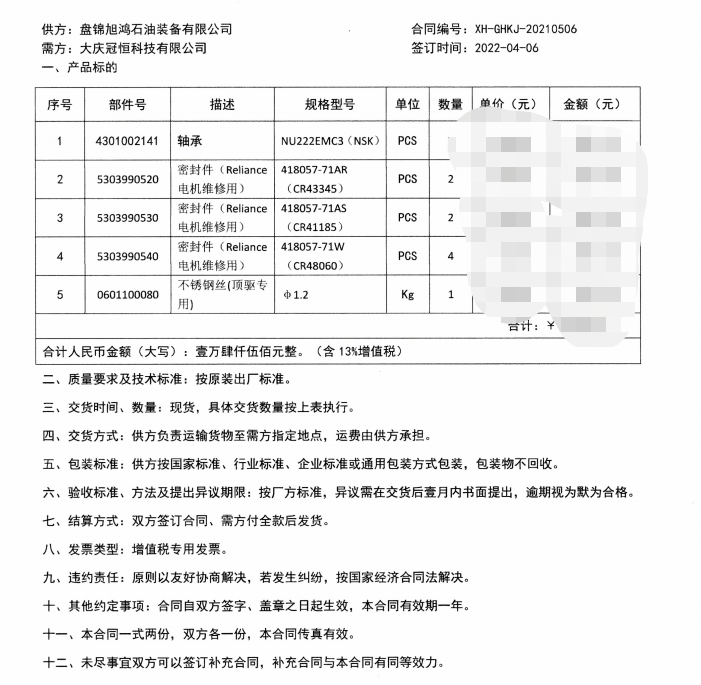 供方：盘锦旭鸿石油装备有限公司 合同编号：XH-GHKJ-20210506
需方：大庆冠恒科技有限公司 签订时间：2022-04-06
一、产品标的
序号 部件号 描述 规格型号 单位 数量 单价（元） 金额（元）
1 4301002141 轴承 NU222EMC3（NSK） PCS
2 5303990520 密封件（Reliance 电机维修用） 418057-71AR （CR43345） PCS 2
3 5303990530 密封件（Reliance 电机维修用） 418057-71AS （CR41185） PCS 2
4 5303990540 密封件（Reliance 电机维修用） 418057-71W （CR48060） PCS 4
5 0601100080 不锈钢丝(顶驱专用) φ1.2 Kg 1
合计：￥
合计人民币金额（大写）：壹万肆仟伍佰元整。（含 13%增值税）
二、质量要求及技术标准：按原装出厂标准。
三、交货时间、数量：现货，具体交货数量按上表执行。
四、交货方式：供方负责运输货物至需方指定地点，运费由供方承担。
五、包装标准：供方按国家标准、行业标准、企业标准或通用包装方式包装，包装物不回收。
六、验收标准、方法及提出异议期限：按厂方标准，异议需在交货后壹月内书面提出，逾期视为默为合格。
七、结算方式：双方签订合同、需方付全款后发货。
八、发票类型：增值税专用发票。
九、违约责任：原则以友好协商解决，若发生纠纷，按国家经济合同法解决。
十、其他约定事项：合同自双方签字、盖章之日起生效，本合同有效期一年。
十一、本合同一式两份，双方各一份，本合同传真有效。
十二、未尽事宜双方可以签订补充合同，补充合同与本合同有同等效力。